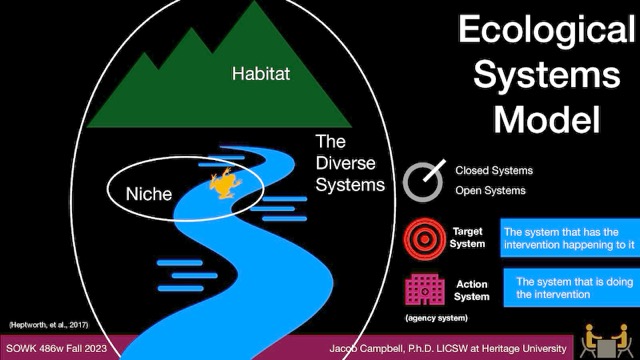 Ecological
Systems
Model
Habitat
The
Diverse
Systems
Niche
Closed Systems
Open Systems
Target
System
The system that has the
intervention happening to it
Action
System
(agency system)
The system that is doing
the intervention
(Heptworth, et al., 2017)
SOWK 486w Fall 2023
Jacob Campbell, Ph.D. LICSW at Heritage University